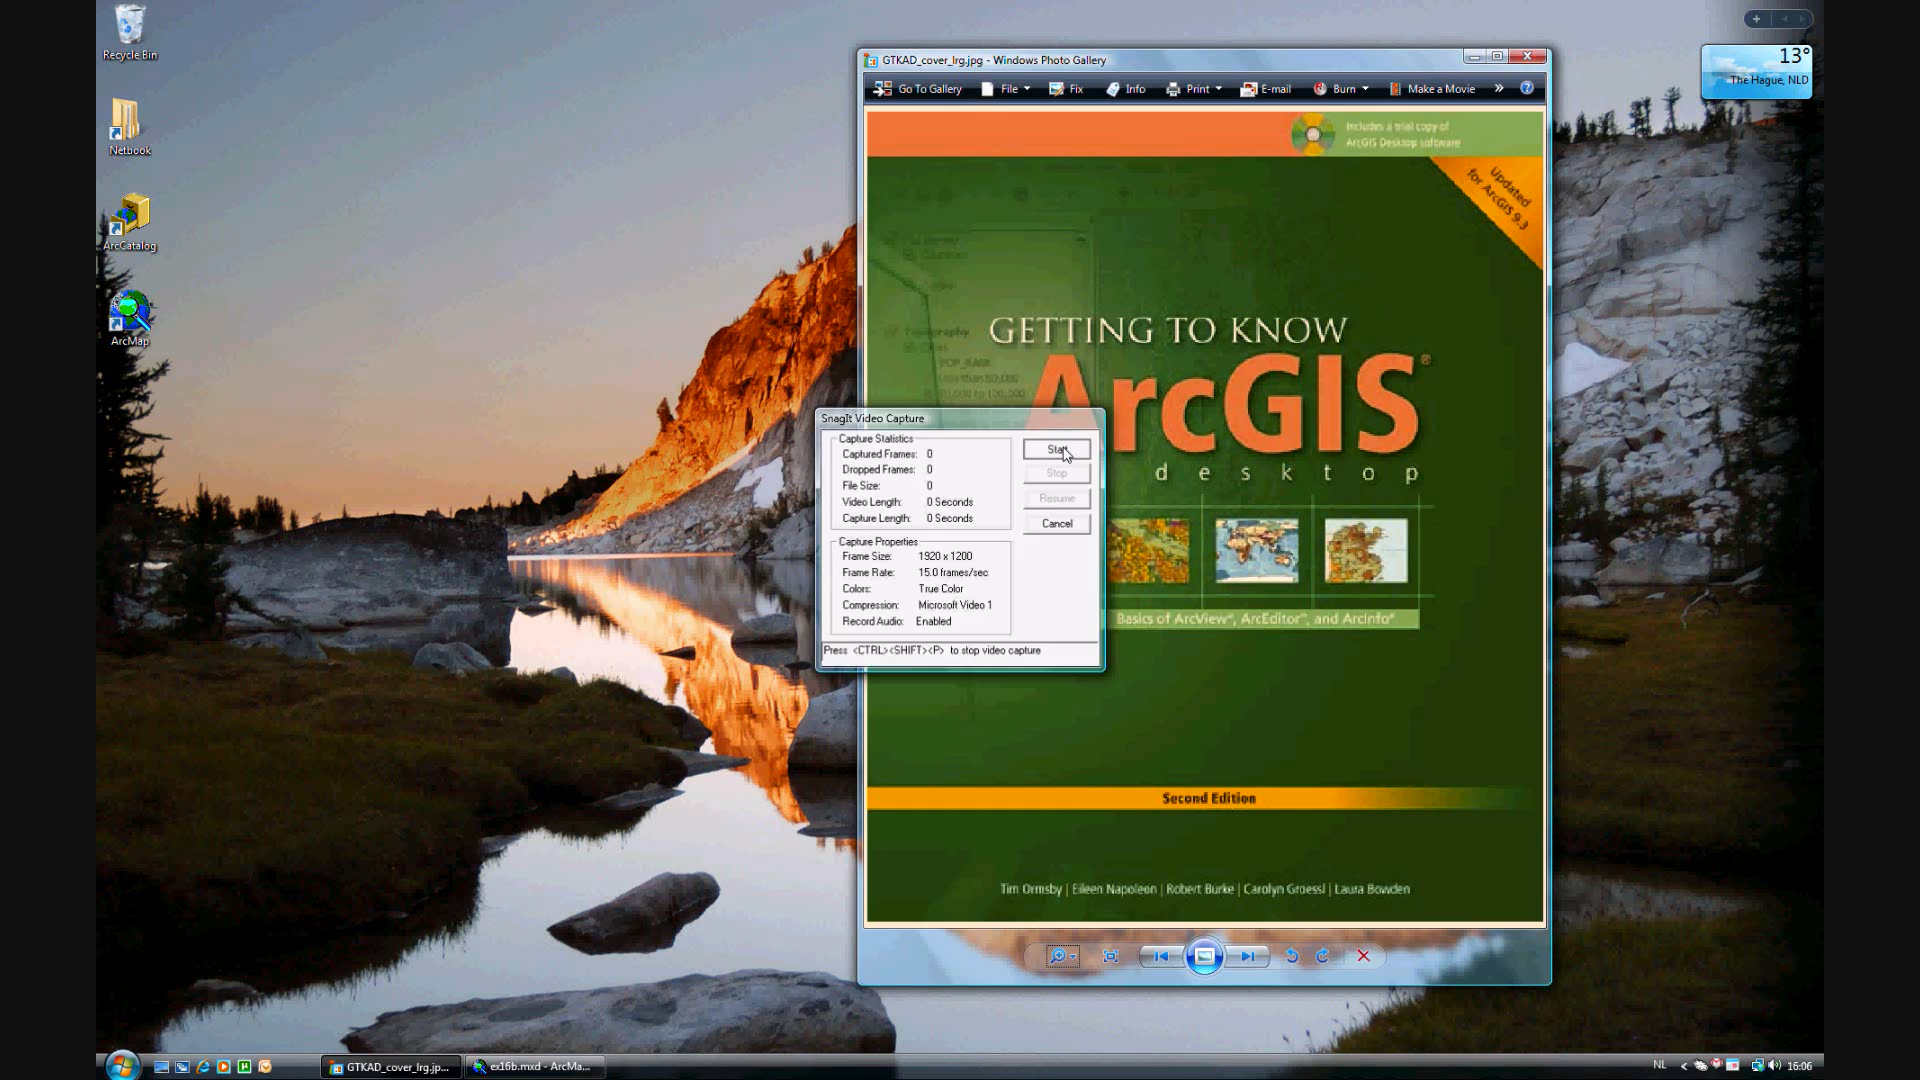 Recycle Bin
Netbook
ArcCatalog
ArcMap
GTKAD_cover_lrg.jpg - Windows Photo Gallery
Go To Gallery File Fix Info Print E-mail Burn Make a Movie »
13°
The Hague, NLD
Includes a trial copy of
ArcGIS Desktop software
Updated
for ArcGIS 9.3
GETTING TO KNOW
ArcGIS®
desktop
Basics of ArcView®, ArcEditor™, and ArcInfo®
Second Edition
Tim Ormsby | Eileen Napoleon | Robert Burke | Carolyn Groessl | Laura Bowden
SnagIt Video Capture
Capture Statistics
Captured Frames: 0
Dropped Frames: 0
File Size: 0
Video Length: 0 Seconds
Capture Length: 0 Seconds
Start
Stop
Resume
Cancel
Capture Properties
Frame Size: 1920 x 1200
Frame Rate: 15.0 frames/sec
Colors: True Color
Compression: Microsoft Video 1
Record Audio: Enabled
Press <CTRL><SHIFT><P> to stop video capture
GTKAD_cover_lrg.jp...
ex16b.mxd - ArcMa...
NL
16:06